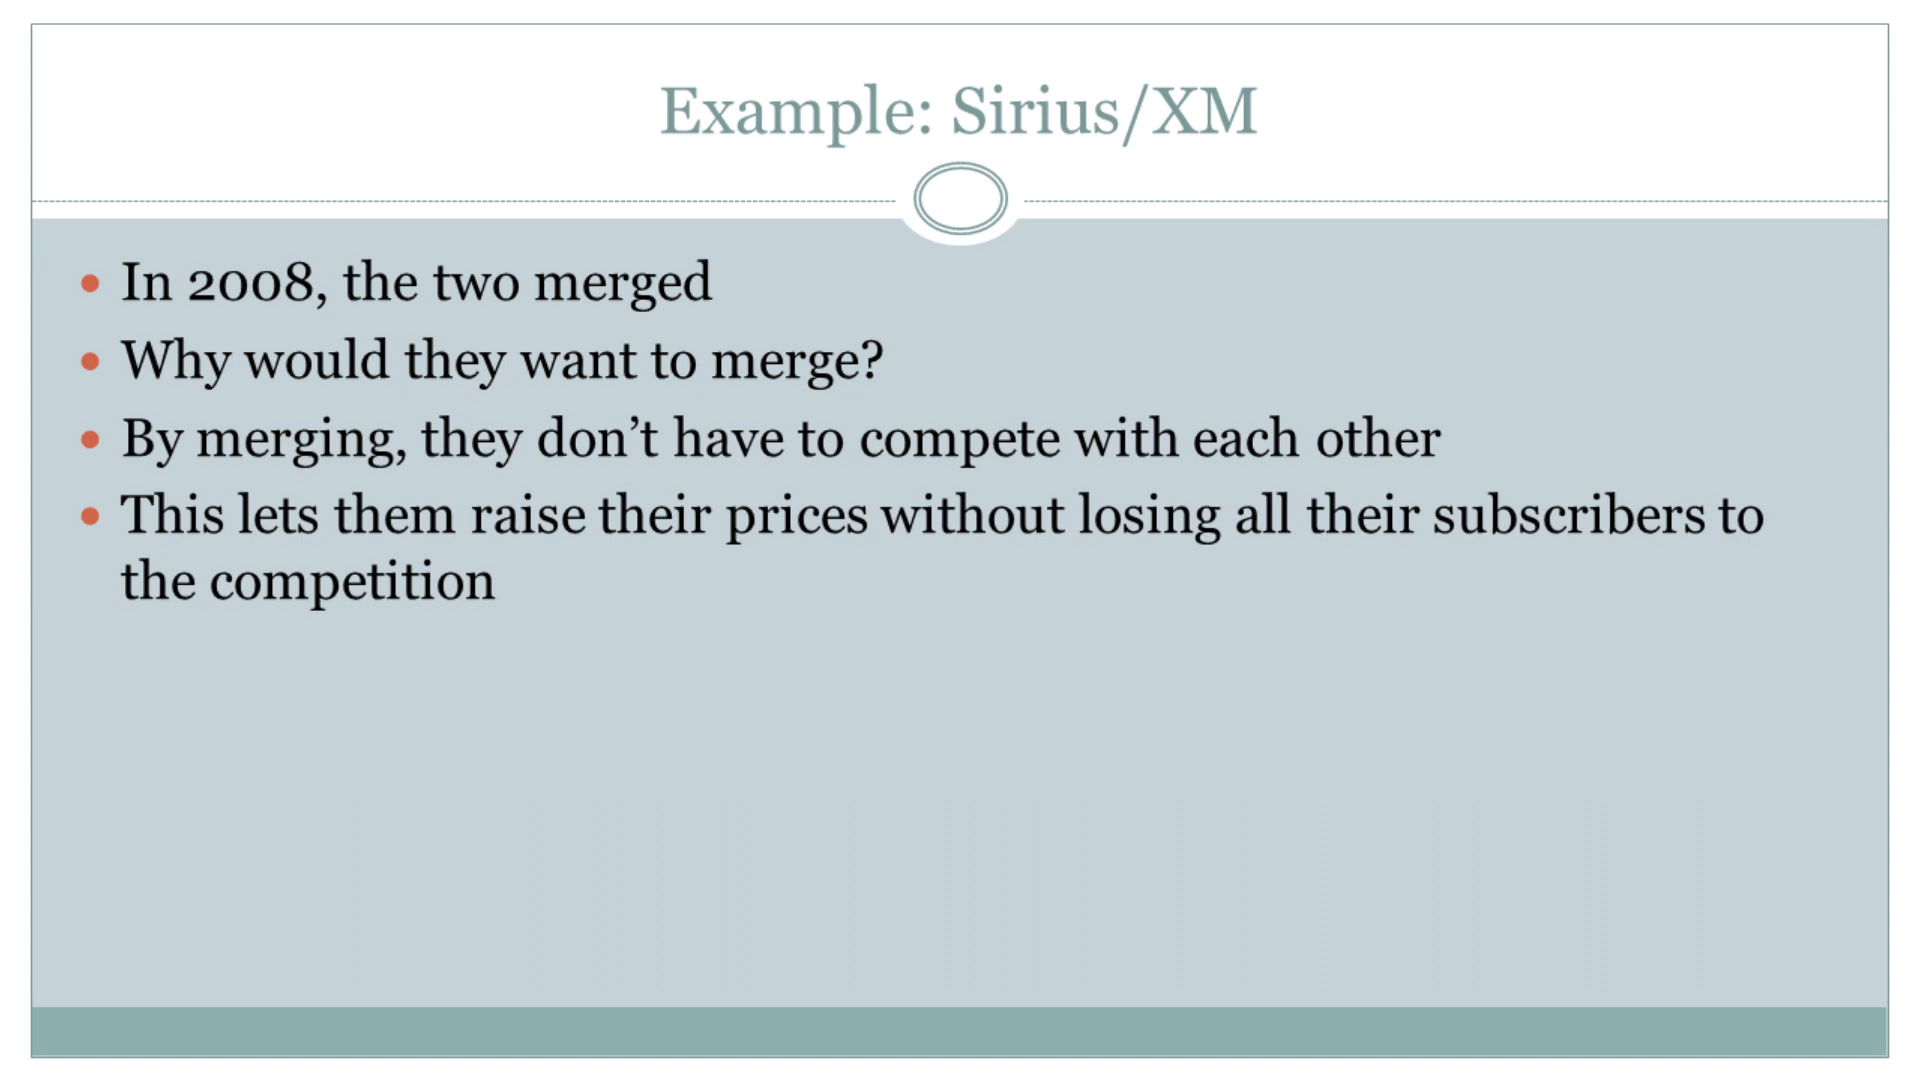 Example: Sirius/XM
• In 2008, the two merged
• Why would they want to merge?
• By merging, they don’t have to compete with each other
• This lets them raise their prices without losing all their subscribers to
the competition